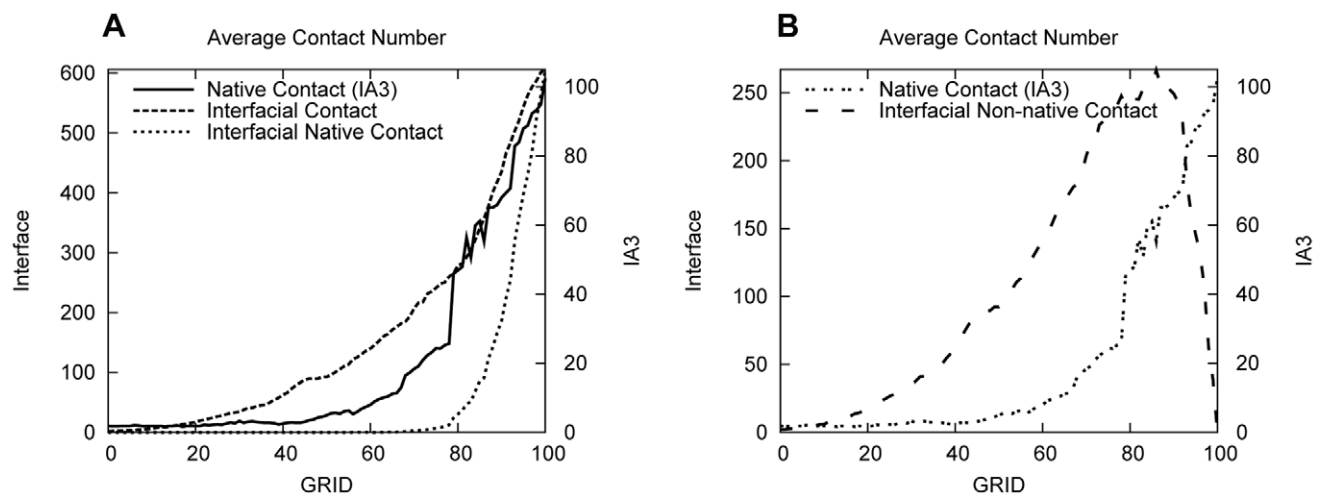 A
Average Contact Number
Native Contact (IA3)
Interfacial Contact
Interfacial Native Contact
600
500
400
300
200
100
0
Interface
100
80
60
40
20
0
IA3
0 20 40 60 80 100
GRID
B
Average Contact Number
Native Contact (IA3)
Interfacial Non-native Contact
250
200
150
100
50
0
Interface
100
80
60
40
20
0
IA3
0 20 40 60 80 100
GRID